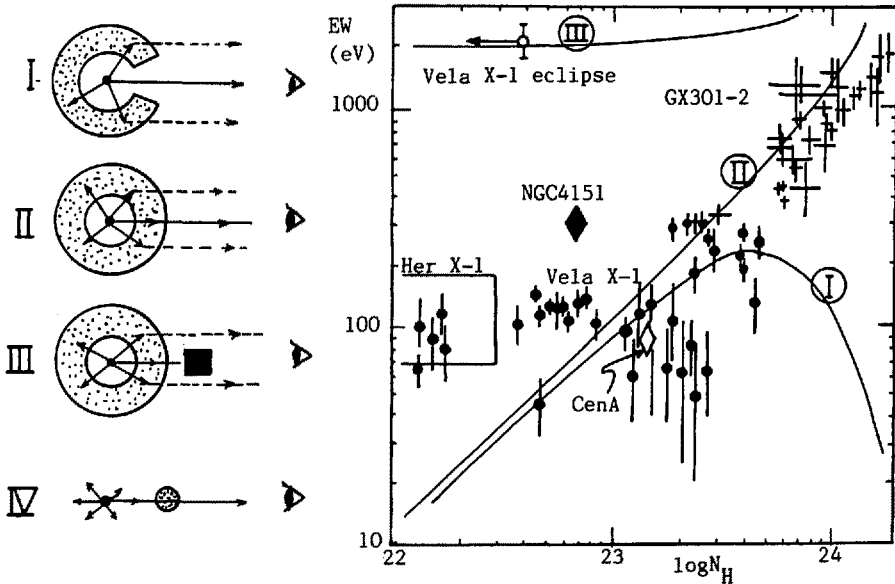 I
II
III
IV
EW
(eV)
1000
100
10
22
23
24
logN_H
III
Vela X-1 eclipse
GX301-2
II
NGC4151
Her X-1
Vela X-1
I
CenA